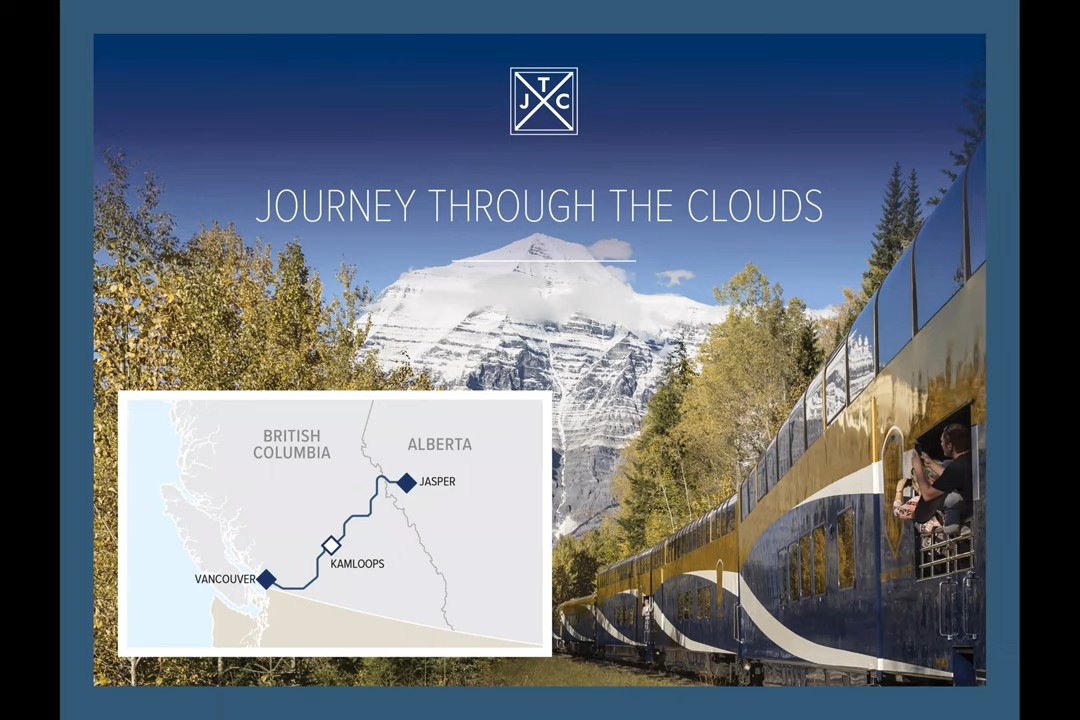 T
J C
JOURNEY THROUGH THE CLOUDS
BRITISH
COLUMBIA
ALBERTA
JASPER
KAMLOOPS
VANCOUVER